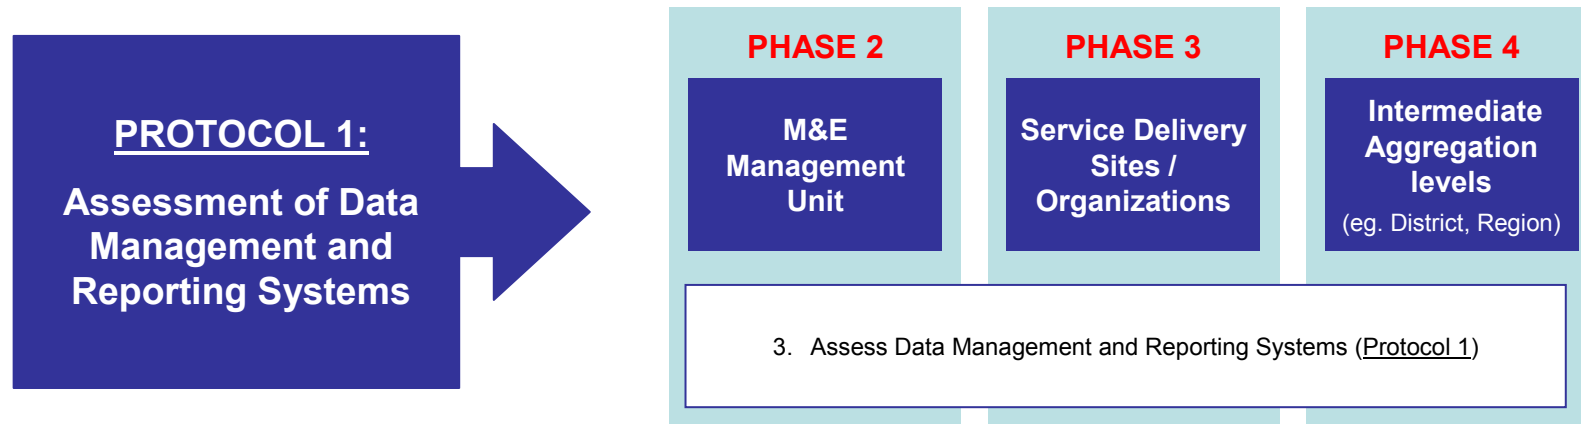 PROTOCOL 1:
Assessment of Data
Management and
Reporting Systems
PHASE 2
M&E
Management
Unit
PHASE 3
Service Delivery
Sites /
Organizations
PHASE 4
Intermediate
Aggregation
levels
(eg. District, Region)
3. Assess Data Management and Reporting Systems (Protocol 1)